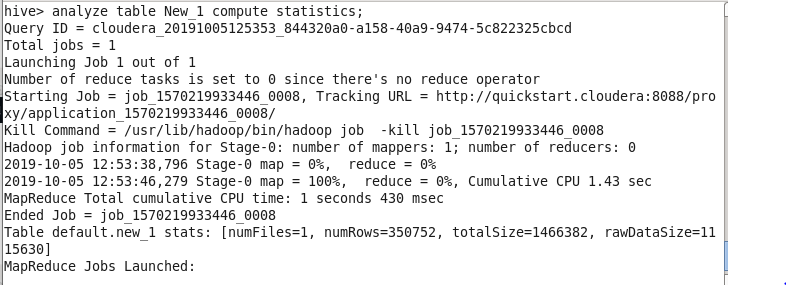 hive> analyze table New_1 compute statistics;
Query ID = cloudera_20191005125353_844320a0-a158-40a9-9474-5c822325cbcd
Total jobs = 1
Launching Job 1 out of 1
Number of reduce tasks is set to 0 since there's no reduce operator
Starting Job = job_1570219933446_0008, Tracking URL = http://quickstart.cloudera:8088/pro
xy/application_1570219933446_0008/
Kill Command = /usr/lib/hadoop/bin/hadoop job  -kill job_1570219933446_0008
Hadoop job information for Stage-0: number of mappers: 1; number of reducers: 0
2019-10-05 12:53:38,796 Stage-0 map = 0%,  reduce = 0%
2019-10-05 12:53:46,279 Stage-0 map = 100%,  reduce = 0%, Cumulative CPU 1.43 sec
MapReduce Total cumulative CPU time: 1 seconds 430 msec
Ended Job = job_1570219933446_0008
Table default.new_1 stats: [numFiles=1, numRows=350752, totalSize=1466382, rawDataSize=11
15630]
MapReduce Jobs Launched: